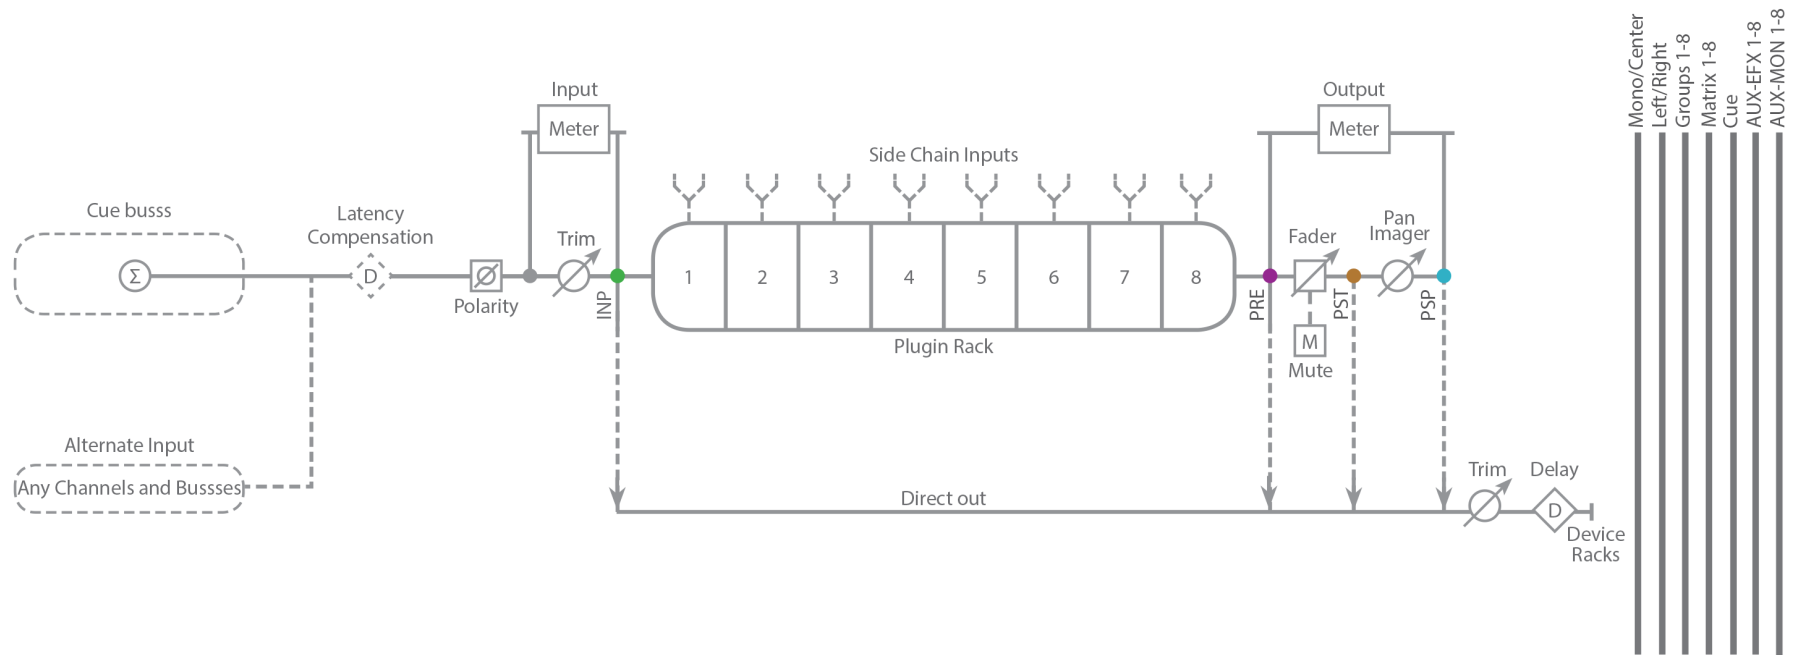 Mono/Center
Left/Right
Groups 1-8
Matrix 1-8
Cue
AUX-EFX 1-8
AUX-MON 1-8
Input
Meter
Output
Meter
Side Chain Inputs
Cue busss
Σ
Latency
Compensation
D
Polarity
Trim
INP
1
2
3
4
5
6
7
8
Plugin Rack
PRE
Fader
M
Mute
PST
Pan
Imager
PSP
Alternate Input
Any Channels and Bussses
Direct out
Trim
Delay
D
Device
Racks